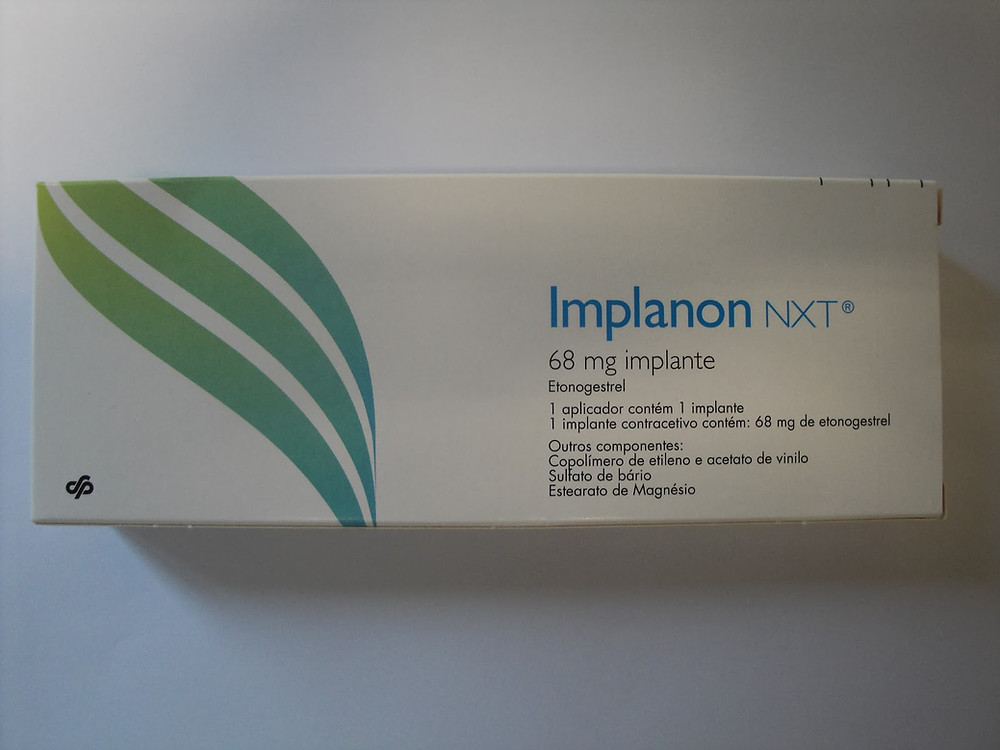 Implanon NXT®
68 mg implante
Etonogestrel
1 aplicador contém 1 implante
1 implante contracetivo contém: 68 mg de etonogestrel
Outros componentes:
Copolímero de etileno e acetato de vinilo
Sulfato de bário
Estearato de Magnésio